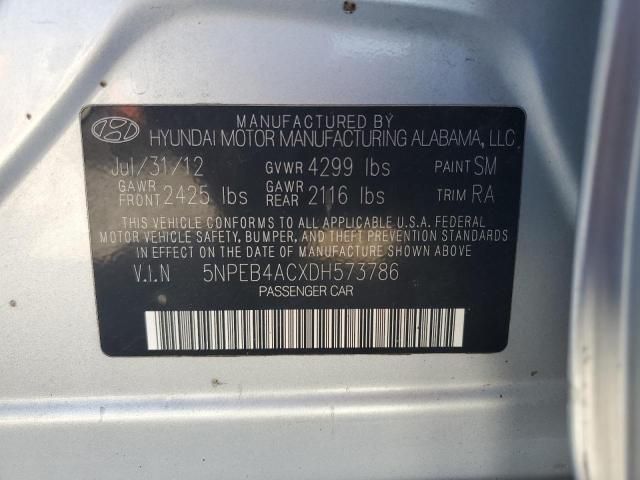 MANUFACTURED BY
HYUNDAI MOTOR MANUFACTURING ALABAMA, LLC
Jul/31/12 GVWR 4299 lbs PAINT SM
GAWR FRONT 2425 lbs GAWR REAR 2116 lbs TRIM RA
THIS VEHICLE CONFORMS TO ALL APPLICABLE U.S.A. FEDERAL
MOTOR VEHICLE SAFETY, BUMPER, AND THEFT PREVENTION STANDARDS
IN EFFECT ON THE DATE OF MANUFACTURE SHOWN ABOVE.
V.I.N 5NPEB4ACXDH573786
PASSENGER CAR